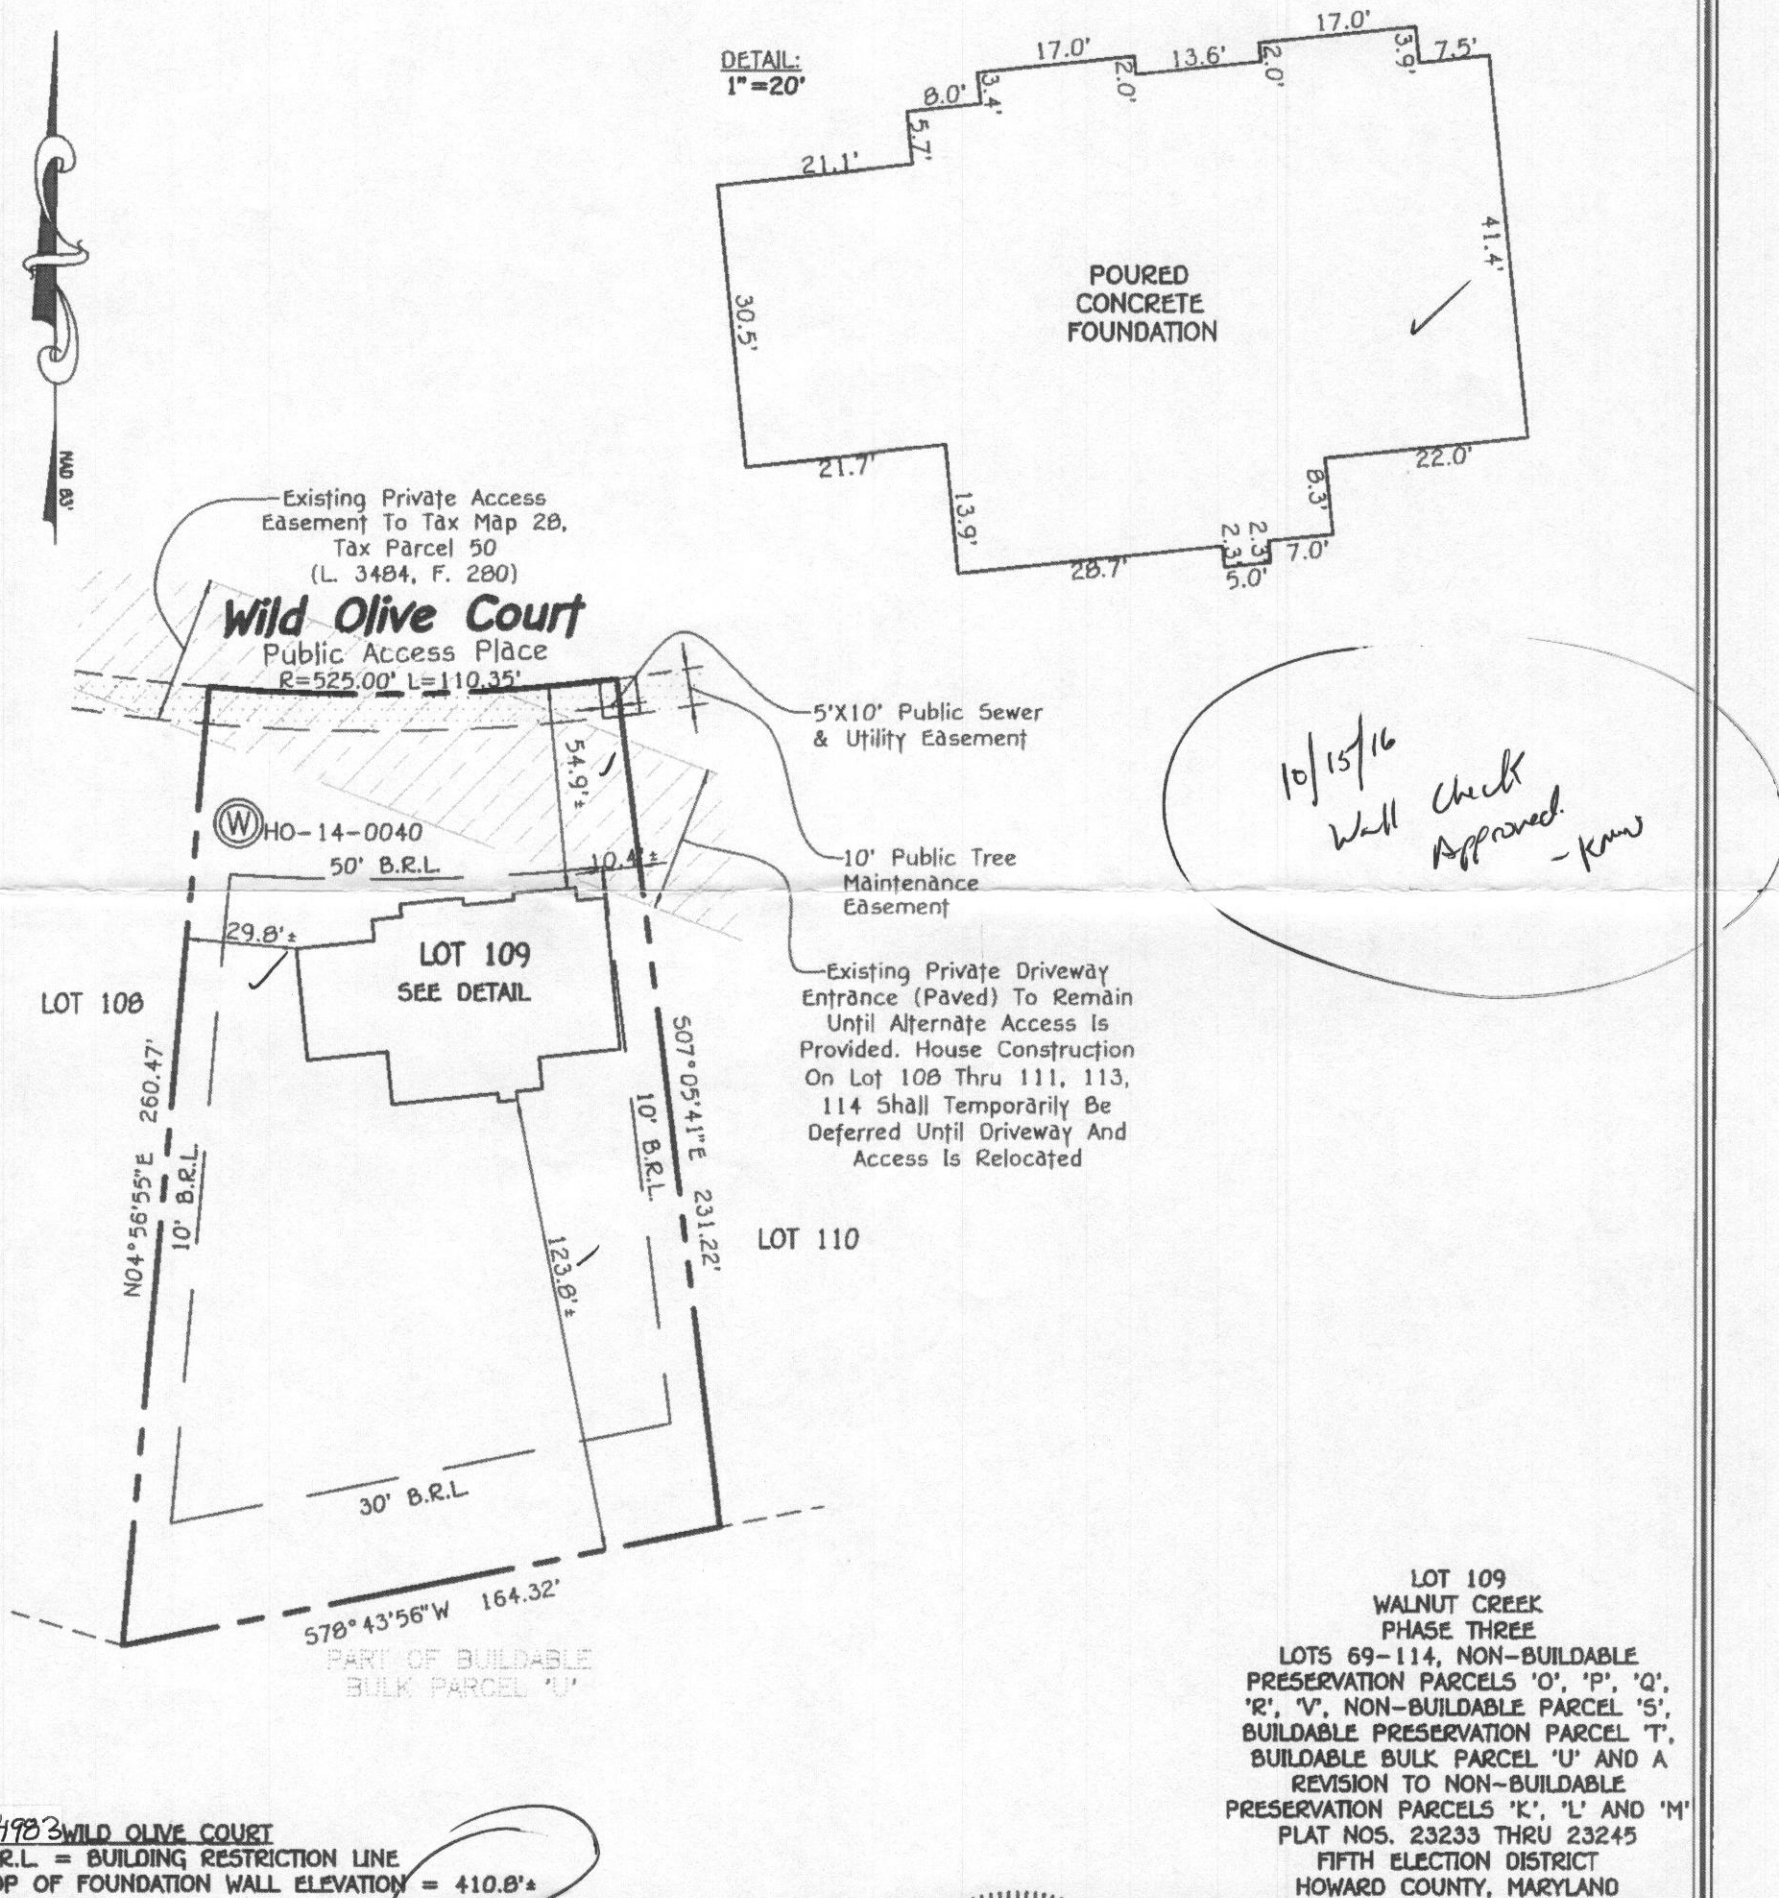 DETAIL:
1"=20'
17.0'
3.9'
7.5'
17.0'
2.0'
13.6'
2.0'
8.0'
3.4'
5.7'
21.1'
41.4'
POURED
CONCRETE
FOUNDATION
30.5'
21.7'
22.0'
8.3'
13.9'
28.7'
2.3'
2.3'
5.0'
7.0'
NAD 83'
Existing Private Access
Easement To Tax Map 28,
Tax Parcel 50
(L. 3484, F. 280)
Wild Olive Court
Public Access Place
R=525.00' L=110.35'
5'X10' Public Sewer
& Utility Easement
54.9'±
10/15/16
Wall Check
Approved.
W HO-14-0040
50' B.R.L.
10.4'±
10' Public Tree
Maintenance
Easement
29.8'±
LOT 109
SEE DETAIL
LOT 108
Existing Private Driveway
Entrance (Paved) To Remain
Until Alternate Access Is
Provided. House Construction
On Lot 108 Thru 111, 113,
114 Shall Temporarily Be
Deferred Until Driveway And
Access Is Relocated
N04°56'55"E 260.47'
10' B.R.L.
S07°05'41"E 231.22'
10' B.R.L.
123.8'±
LOT 110
30' B.R.L.
S78°43'56"W 164.32'
PART OF BUILDABLE
BULK PARCEL 'U'
LOT 109
WALNUT CREEK
PHASE THREE
LOTS 69-114, NON-BUILDABLE
PRESERVATION PARCELS 'O', 'P', 'Q',
'R', 'V', NON-BUILDABLE PARCEL 'S',
BUILDABLE PRESERVATION PARCEL 'T',
BUILDABLE BULK PARCEL 'U' AND A
REVISION TO NON-BUILDABLE
PRESERVATION PARCELS 'K', 'L' AND 'M'
PLAT NOS. 23233 THRU 23245
FIFTH ELECTION DISTRICT
HOWARD COUNTY, MARYLAND
4983 WILD OLIVE COURT
R.L. = BUILDING RESTRICTION LINE
OP OF FOUNDATION WALL ELEVATION = 410.8'±